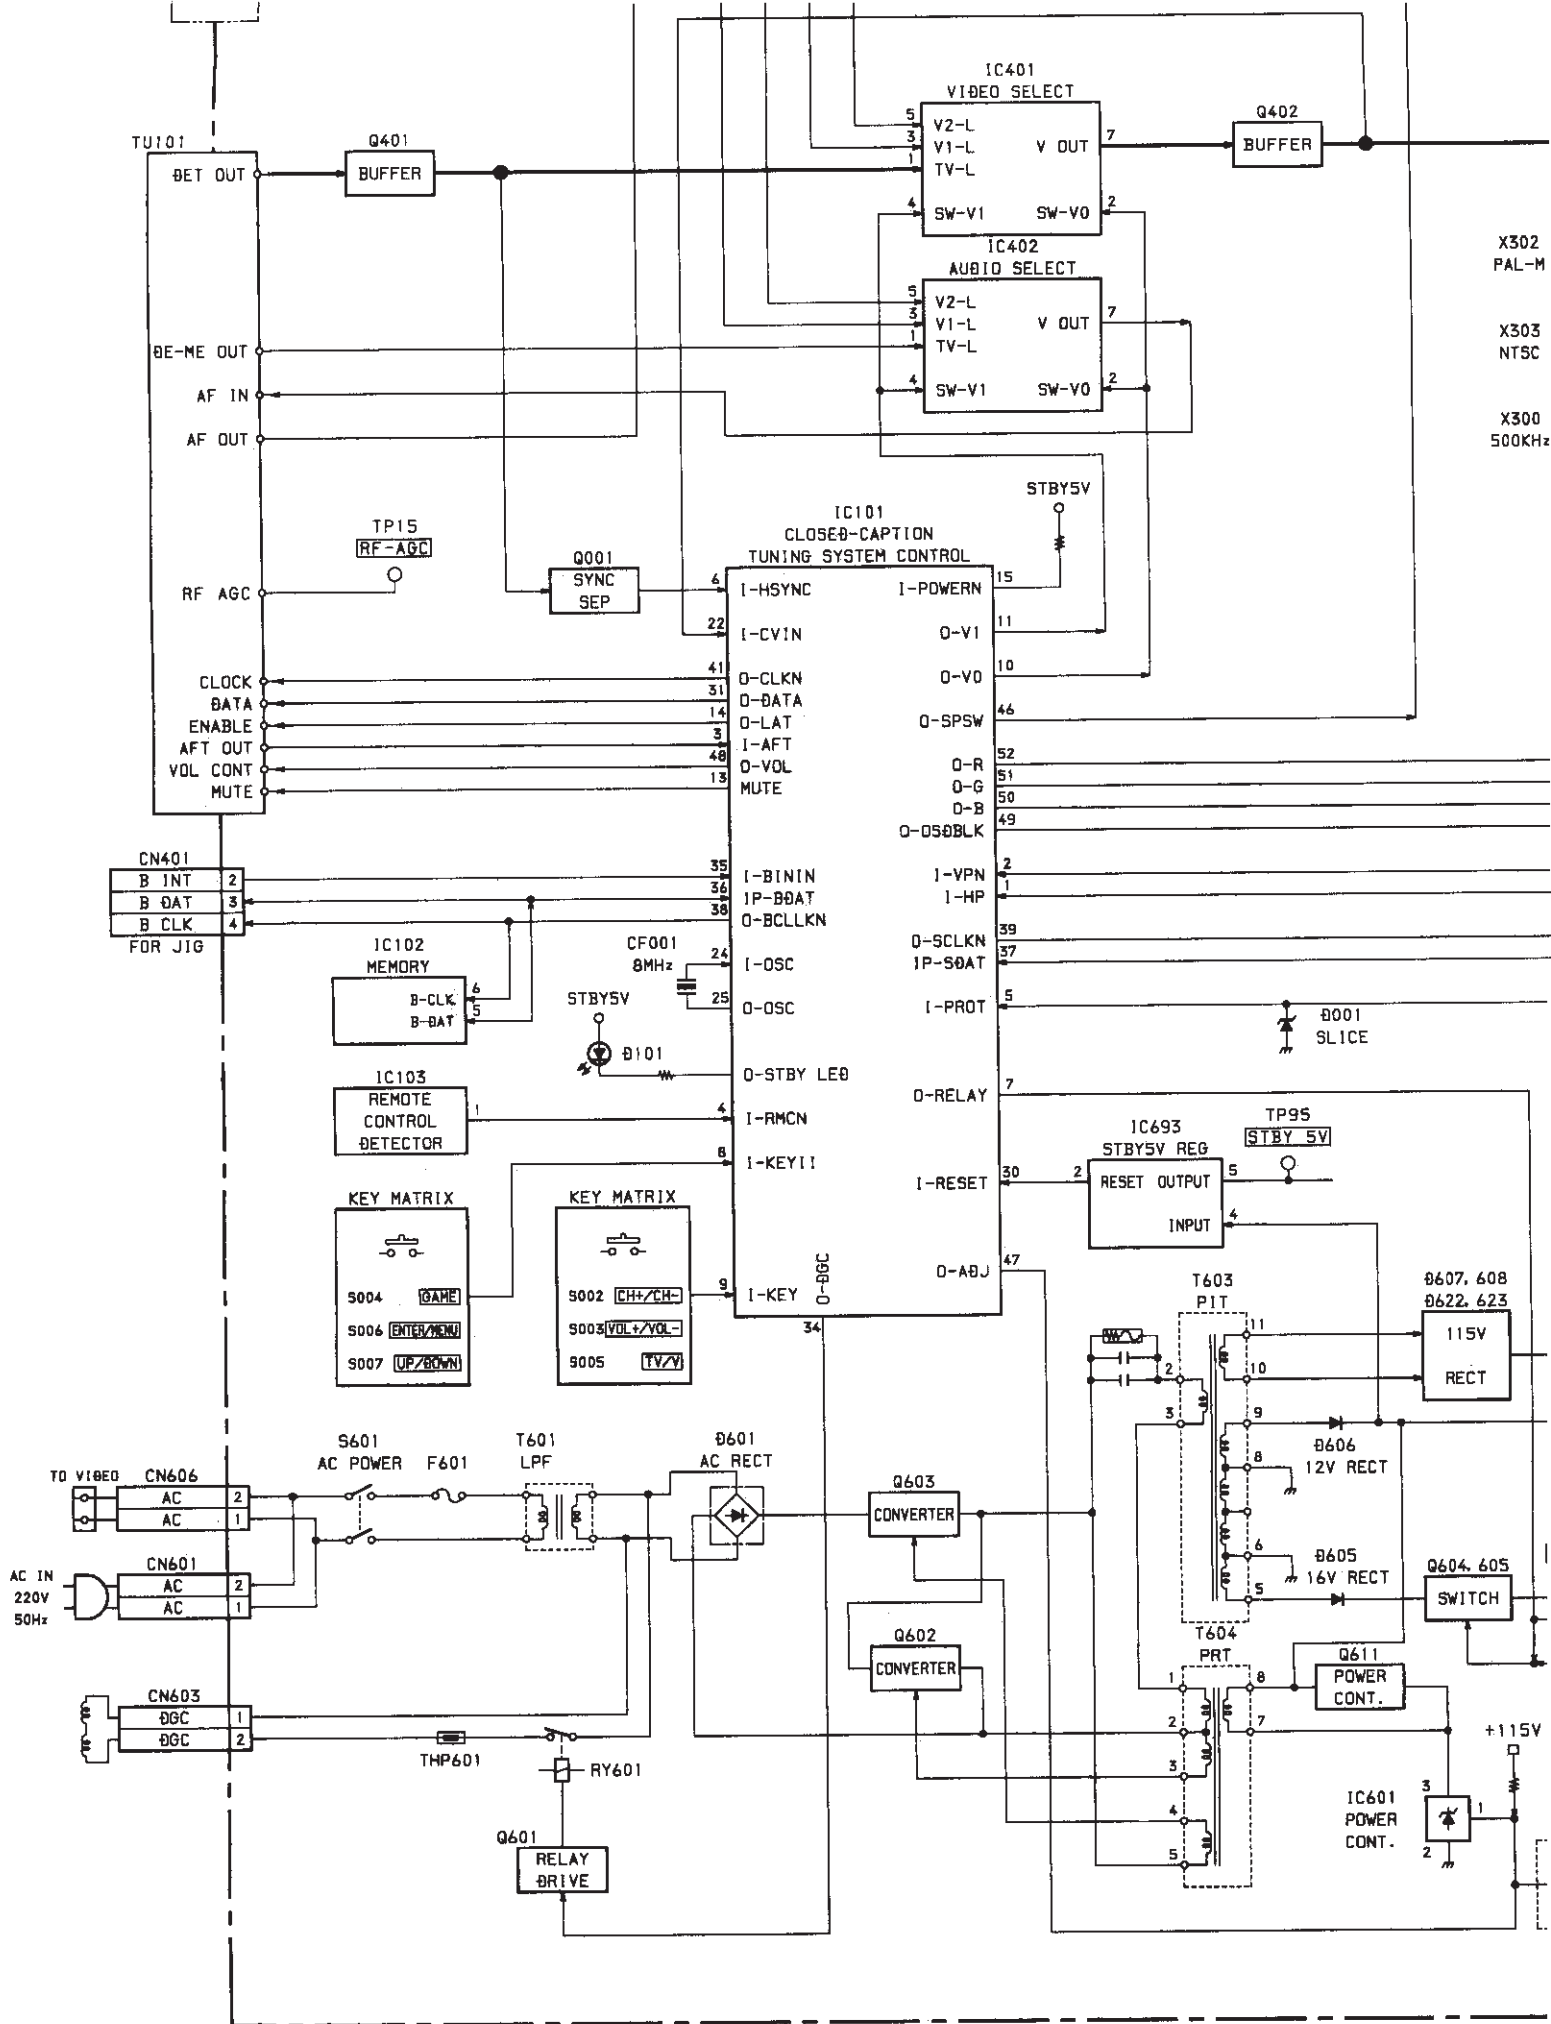 IC401
VIDEO SELECT
5 V2-L
3 V1-L
1 TV-L
V OUT 7
4 SW-V1
SW-V0 2
Q402
BUFFER
TU101
Q401
BUFFER
DET OUT
DE-ME OUT
AF IN
AF OUT
RF AGC
CLOCK
DATA
ENABLE
AFT OUT
VOL CONT
MUTE
IC402
AUDIO SELECT
5 V2-L
3 V1-L
1 TV-L
V OUT 7
4 SW-V1
SW-V0 2
X302
PAL-M
X303
NTSC
X300
500KHz
TP15
RF-AGC
Q001
SYNC
SEP
STBY5V
IC101
CLOSED-CAPTION
TUNING SYSTEM CONTROL
6 I-HSYNC
22 I-CVIN
41 O-CLKN
31 O-DATA
14 O-LAT
3 I-AFT
48 O-VOL
13 MUTE
35 I-BININ
36 IP-BDAT
38 O-BCLLKN
24 I-OSC
25 O-OSC
O-STBY LED
4 I-RMCN
8 I-KEYII
9 I-KEY
O-DGC
34
I-POWERN 15
O-V1 11
O-V0 10
O-SPSW 46
O-R 52
O-G 51
O-B 50
O-OSDBLK 49
I-VPN 2
I-HP 1
O-SCLKN 39
IP-SDAT 37
I-PROT 5
O-RELAY 7
I-RESET 30
O-ADJ 47
CN401
B INT 2
B DAT 3
B CLK 4
FOR JIG
IC102
MEMORY
B-CLK 6
B-DAT 5
CF001
8MHz
STBY5V
D101
D001
SLICE
IC103
REMOTE
CONTROL
DETECTOR
1
TP95
STBY 5V
IC693
STBY5V REG
2 RESET OUTPUT 5
INPUT 4
KEY MATRIX
S004 GAME
S006 ENTER/MENU
S007 UP/DOWN
KEY MATRIX
S002 CH+/CH-
S003 VOL+/VOL-
S005 TV/V
T603
PIT
2
3
11
10
9
8
6
5
D607, 608
D622, 623
115V
RECT
D606
12V RECT
D605
16V RECT
Q604, 605
SWITCH
TO VIDEO
CN606
AC 2
AC 1
S601
AC POWER
F601
T601
LPF
D601
AC RECT
Q603
CONVERTER
AC IN
220V
50Hz
CN601
AC 2
AC 1
Q602
CONVERTER
T604
PRT
1
2
3
4
5
8
7
Q611
POWER
CONT.
CN603
DGC 1
DGC 2
THP601
RY601
Q601
RELAY
DRIVE
+115V
IC601
POWER
CONT.
3
1
2